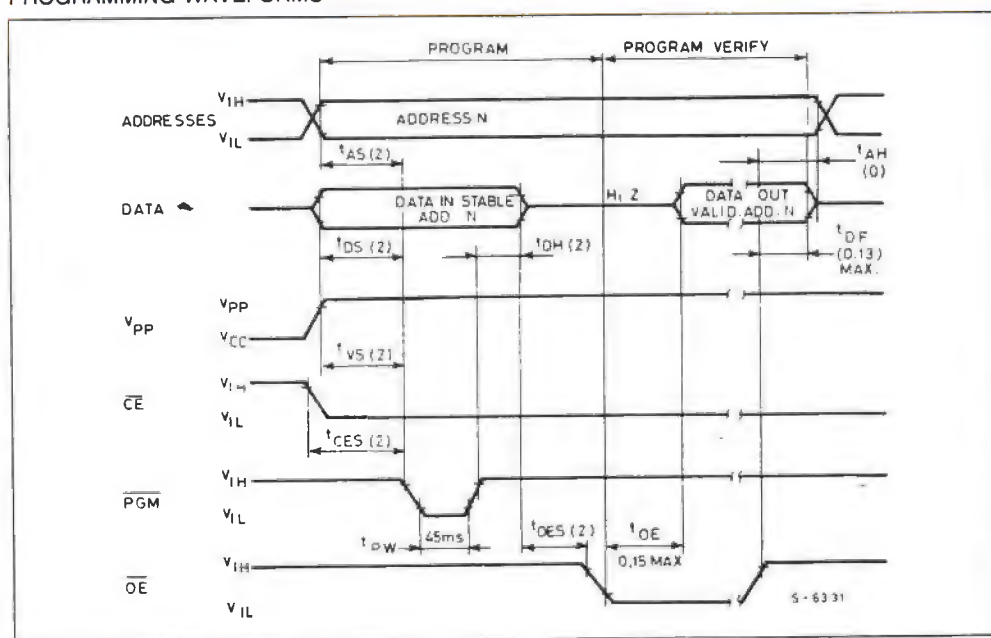 PROGRAMMING WAVEFORMS
PROGRAM
PROGRAM VERIFY
ADDRESSES
VIH
VIL
ADDRESS N
tAS(2)
tAH
(0)
DATA
DATA IN STABLE
ADD N
HI Z
DATA OUT
VALID. ADD. N
tDS(2)
tDH(2)
tDF
(0.13)
MAX.
VPP
VPP
VCC
tVS(2)
CE
VIH
VIL
tCES(2)
PGM
VIH
VIL
tPW
45ms
tOES(2)
tOE
0,15 MAX
OE
VIH
VIL
S-6331